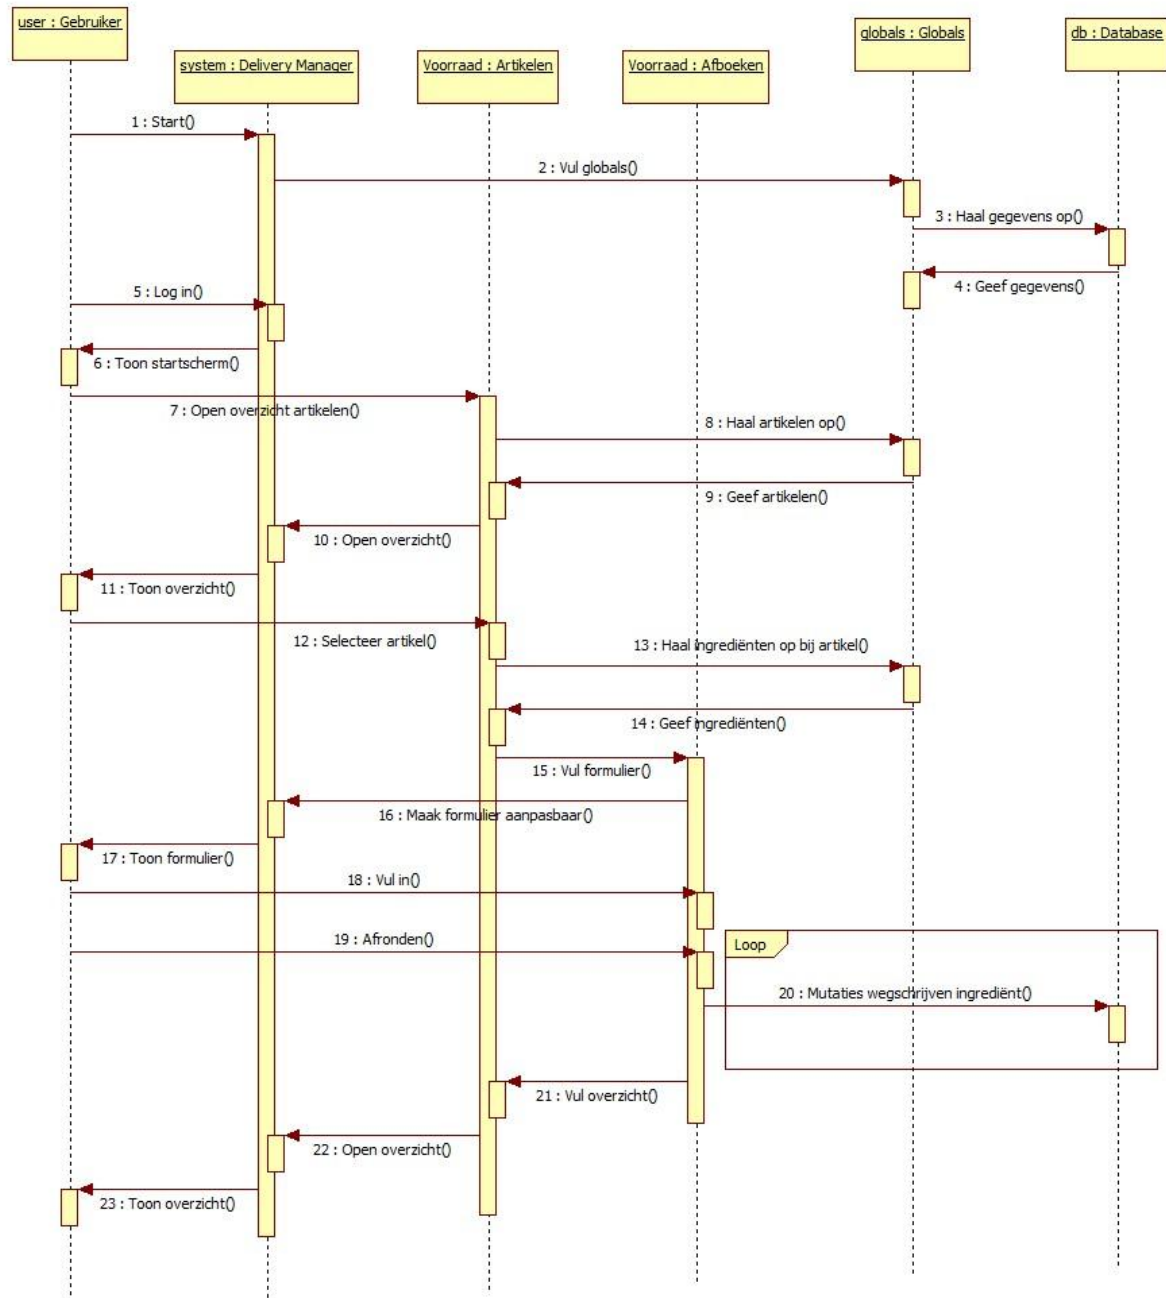 user : Gebruiker
system : Delivery Manager
Voorraad : Artikelen
Voorraad : Afboeken
globals : Globals
db : Database
1 : Start()
2 : Vul globals()
3 : Haal gegevens op()
4 : Geef gegevens()
5 : Log in()
6 : Toon startscherm()
7 : Open overzicht artikelen()
8 : Haal artikelen op()
9 : Geef artikelen()
10 : Open overzicht()
11 : Toon overzicht()
12 : Selecteer artikel()
13 : Haal ingrediënten op bij artikel()
14 : Geef ingrediënten()
15 : Vul formulier()
16 : Maak formulier aanpasbaar()
17 : Toon formulier()
18 : Vul in()
19 : Afronden()
Loop
20 : Mutaties wegschrijven ingrediënt()
21 : Vul overzicht()
22 : Open overzicht()
23 : Toon overzicht()